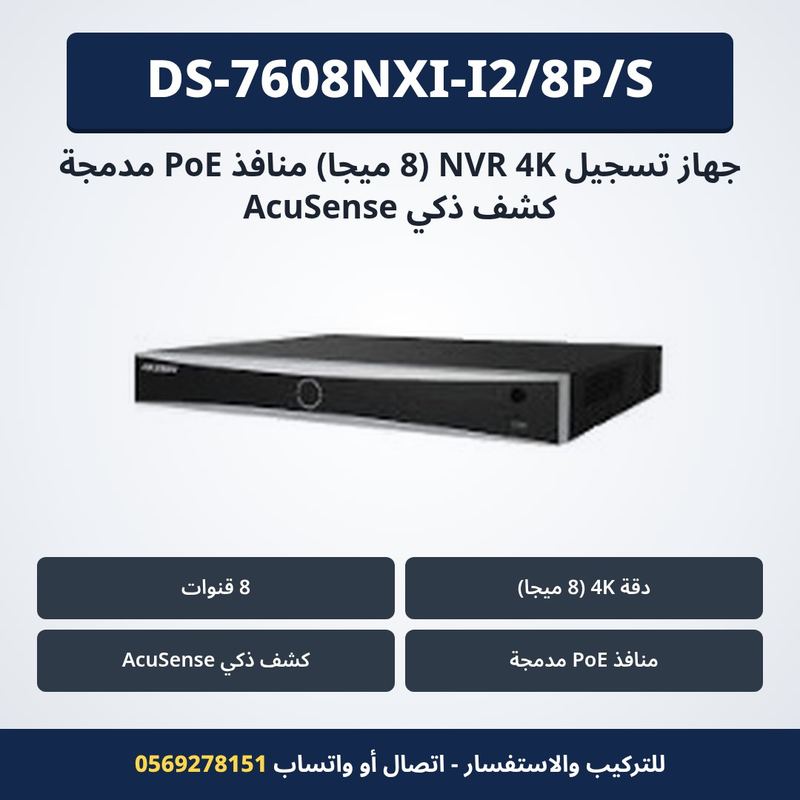 DS-7608NXI-I2/8P/S
جهاز تسجيل NVR 4K (8 ميجا) منافذ PoE مدمجة
كشف ذكي AcuSense
دقة 4K (8 ميجا)
8 قنوات
منافذ PoE مدمجة
كشف ذكي AcuSense
للتركيب والاستفسار - اتصال أو واتساب 0569278151